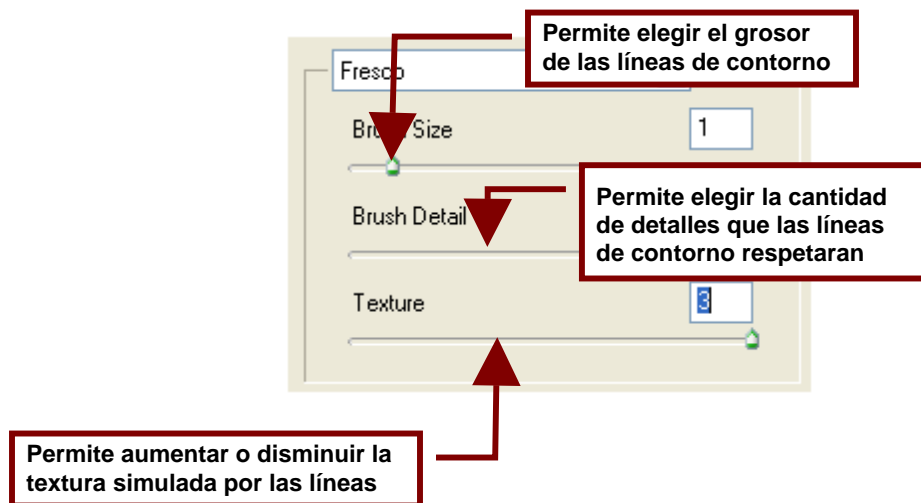 Permite elegir el grosor
de las líneas de contorno
Fresco
Size
1
Permite elegir la cantidad
de detalles que las líneas
de contorno respetaran
Brush Detail
Texture
3
Permite aumentar o disminuir la
textura simulada por las líneas